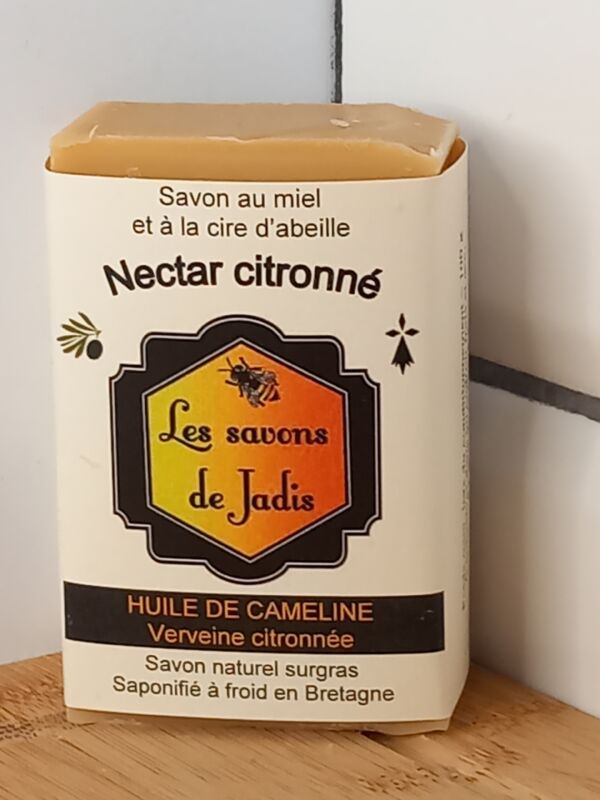 Savon au miel
et à la cire d'abeille
Nectar citronné
Les savons
de Jadis
HUILE DE CAMELINE
Verveine citronnée
Savon naturel surgras
Saponifié à froid en Bretagne